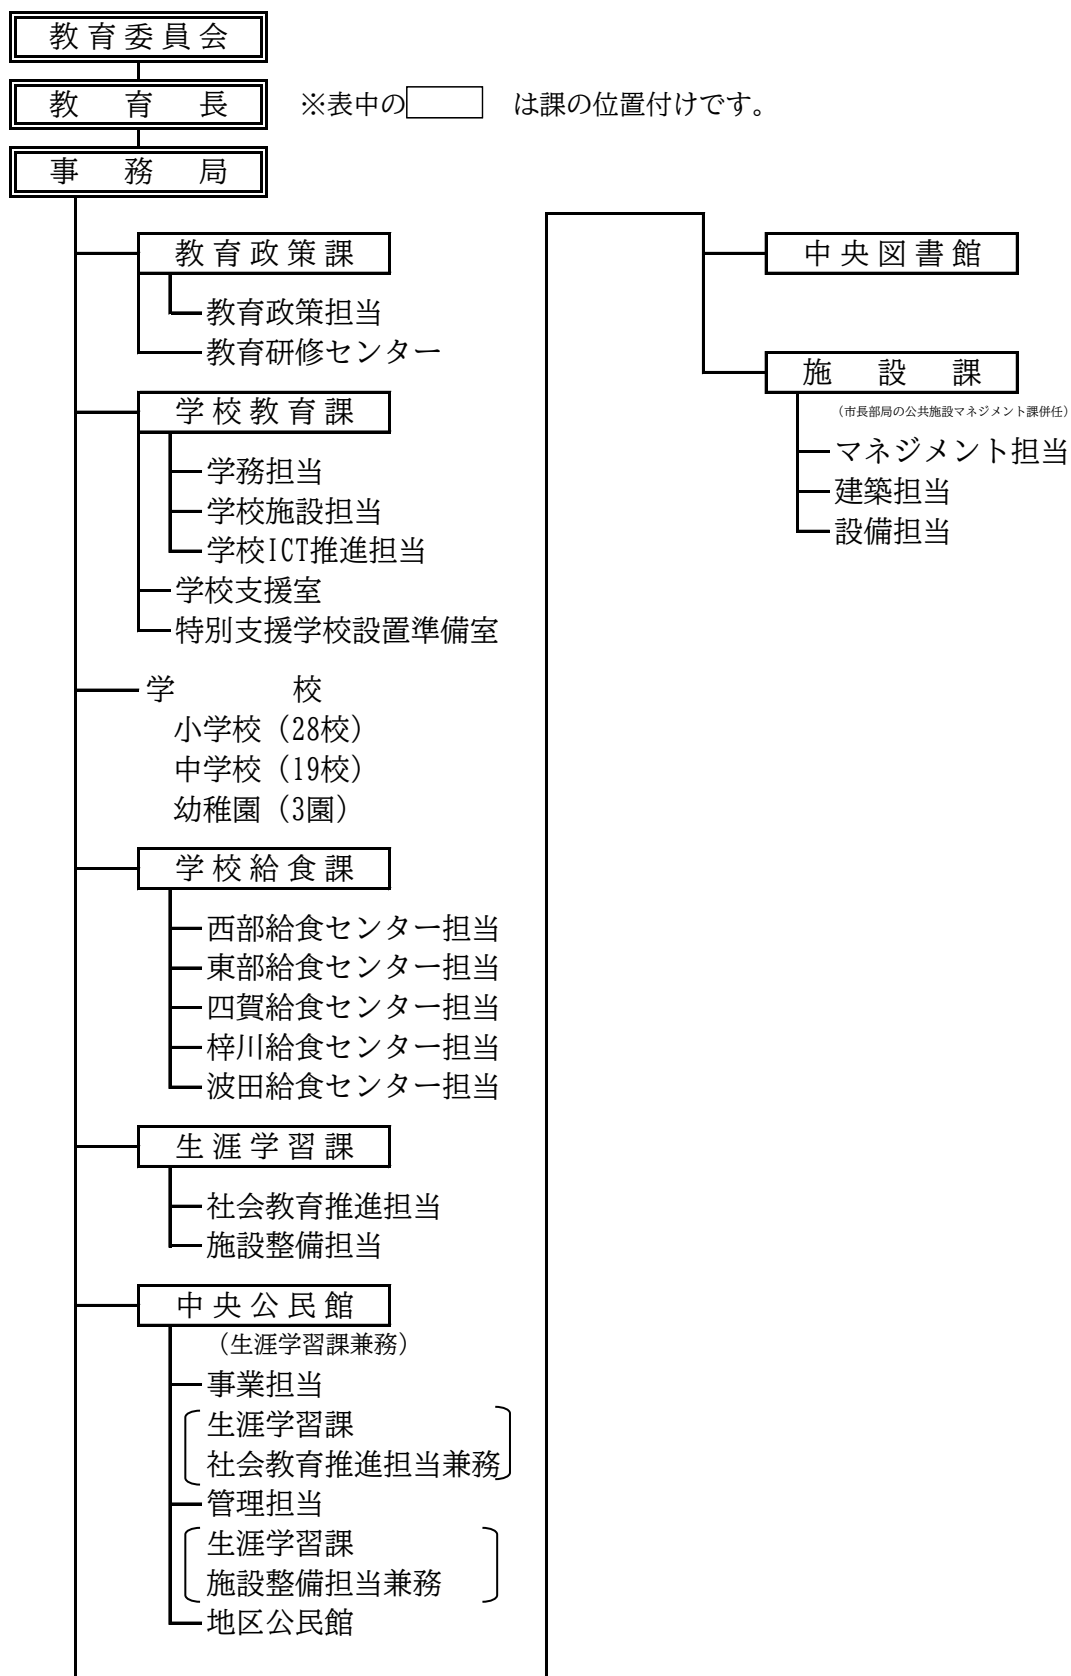 教育委員会
教育長
※表中の　　は課の位置付けです。
事務局
教育政策課
教育政策担当
教育研修センター
学校教育課
学務担当
学校施設担当
学校ICT推進担当
学校支援室
特別支援学校設置準備室
学校
小学校（28校）
中学校（19校）
幼稚園（3園）
学校給食課
西部給食センター担当
東部給食センター担当
四賀給食センター担当
梓川給食センター担当
波田給食センター担当
生涯学習課
社会教育推進担当
施設整備担当
中央公民館
（生涯学習課兼務）
事業担当
生涯学習課
社会教育推進担当兼務
管理担当
生涯学習課
施設整備担当兼務
地区公民館
中央図書館
施設課
（市長部局の公共施設マネジメント課併任）
マネジメント担当
建築担当
設備担当